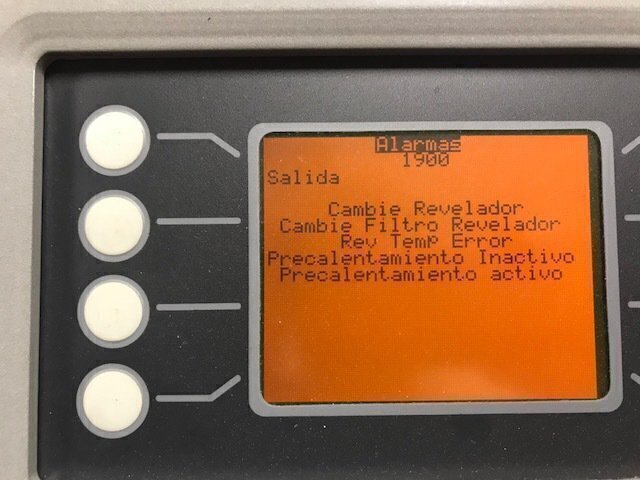 Alarmas
1900
Salida
Cambie Revelador
Cambie Filtro Revelador
Rev Temp Error
Precalentamiento Inactivo
Precalentamiento activo